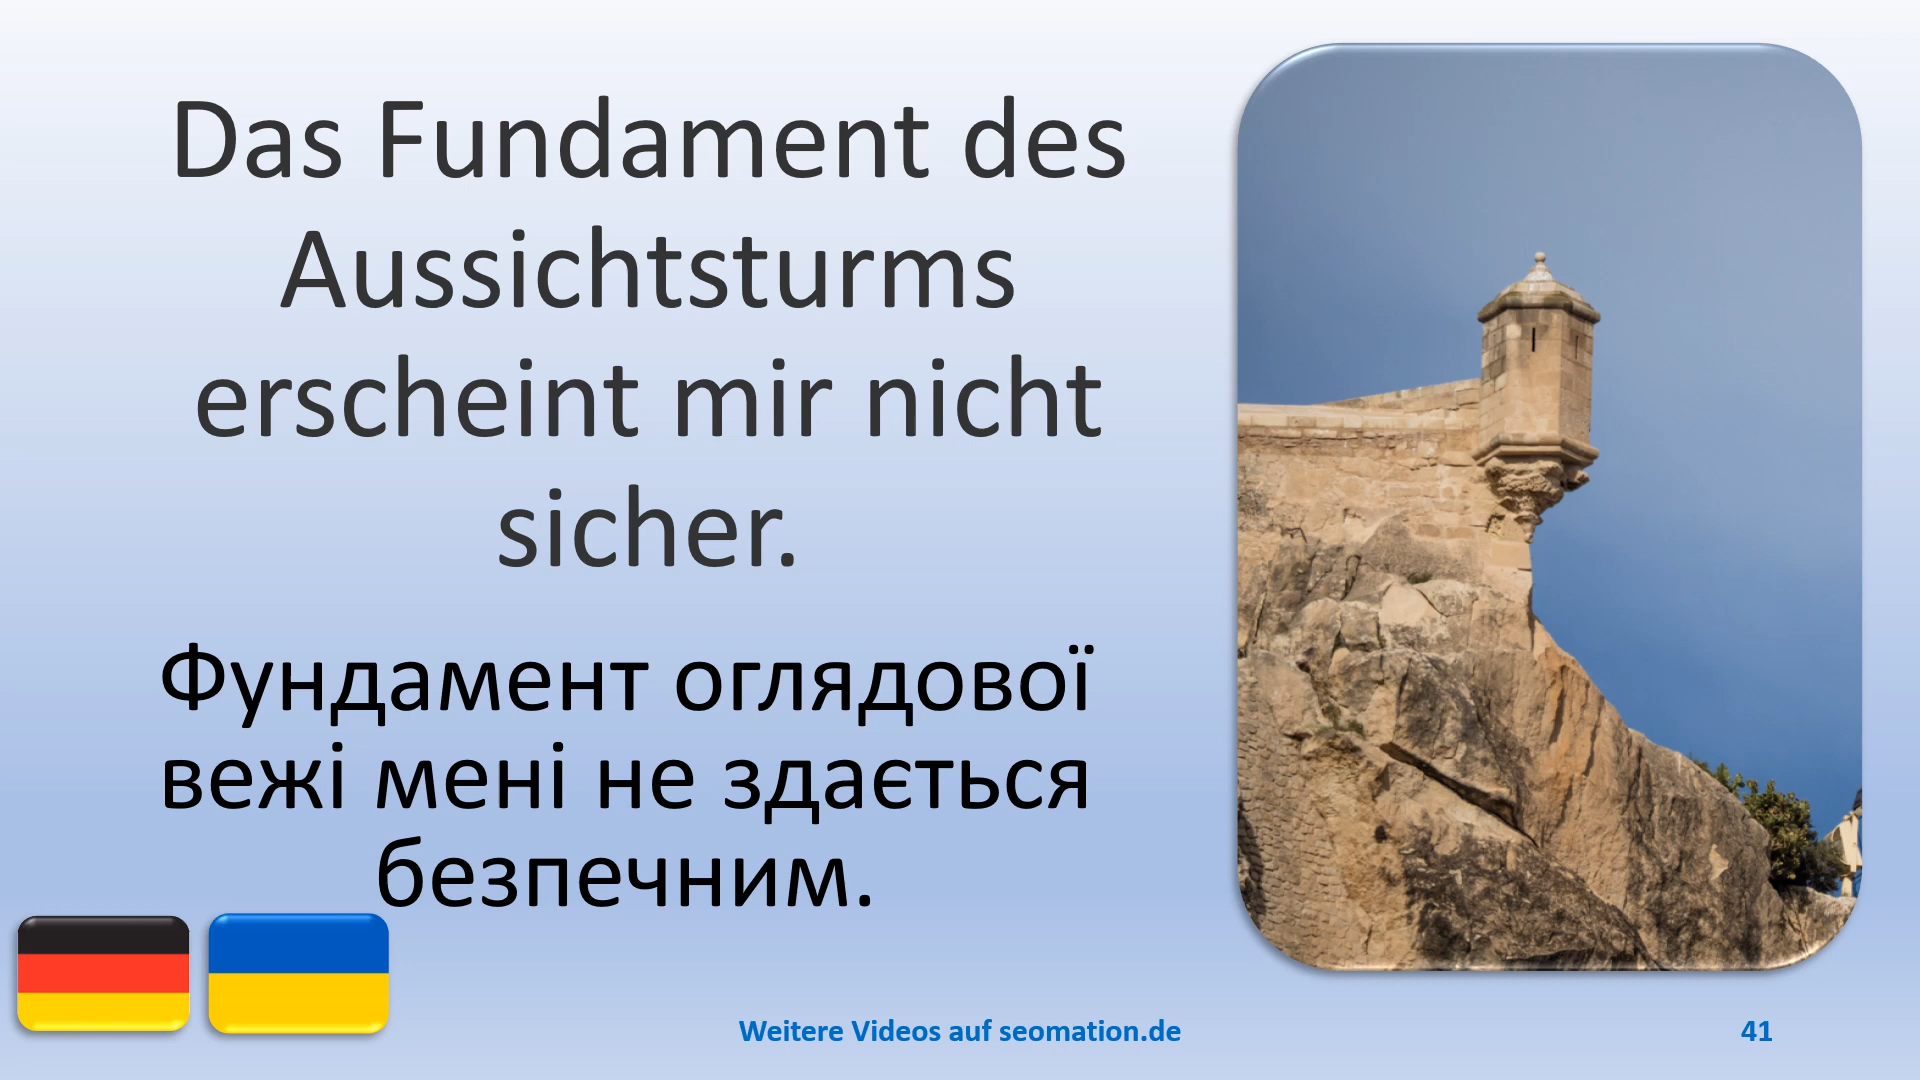 Das Fundament des
Aussichtsturms
erscheint mir nicht
sicher.
Фундамент оглядової
вежі мені не здається
безпечним.
Weitere Videos auf seomation.de
41